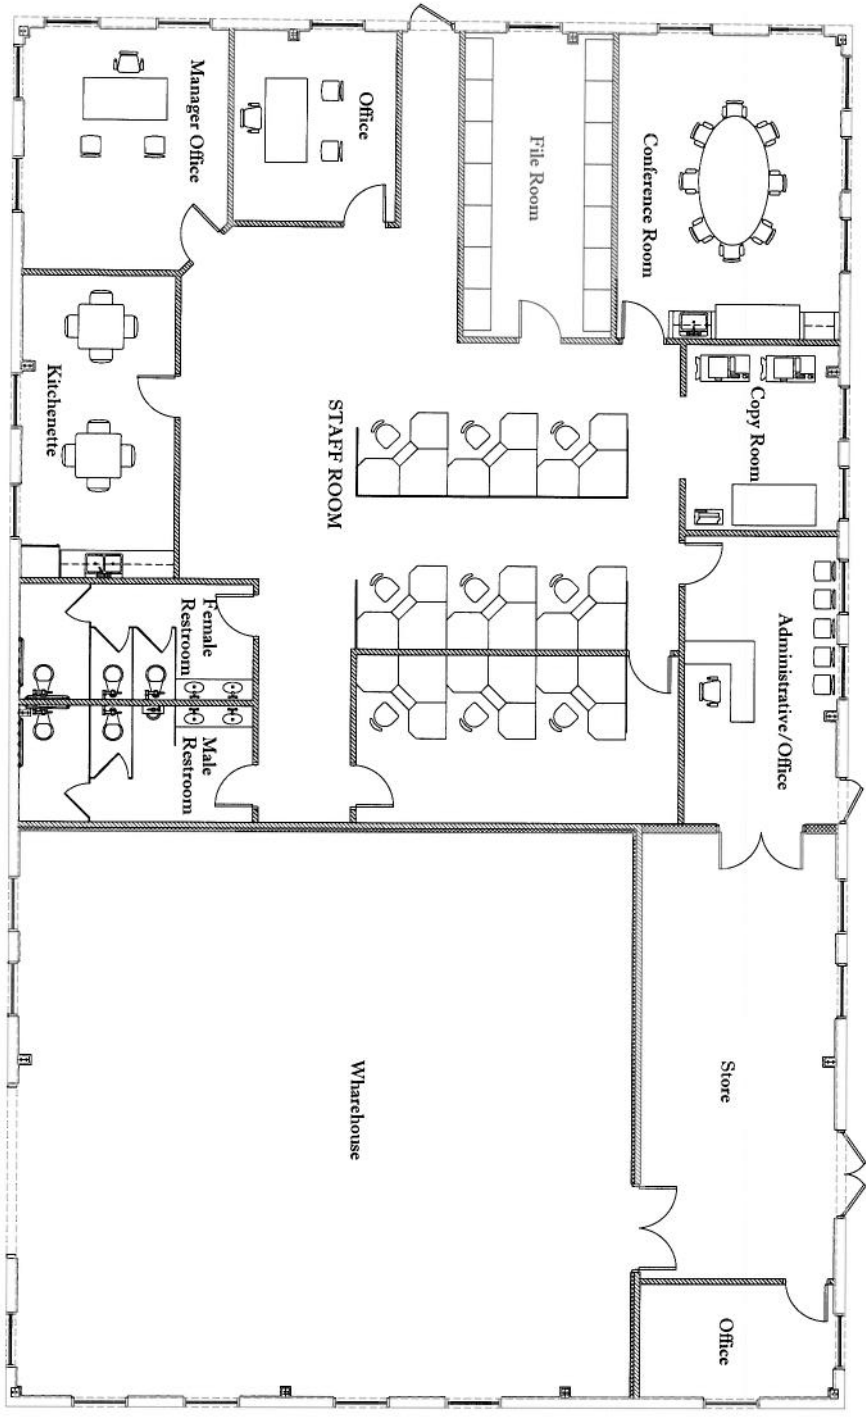 Manager Office
Office
File Room
Conference Room
Kitchenette
STAFF ROOM
Copy Room
Female
Restroom
Male
Restroom
Administrative/Office
Wharehouse
Store
Office